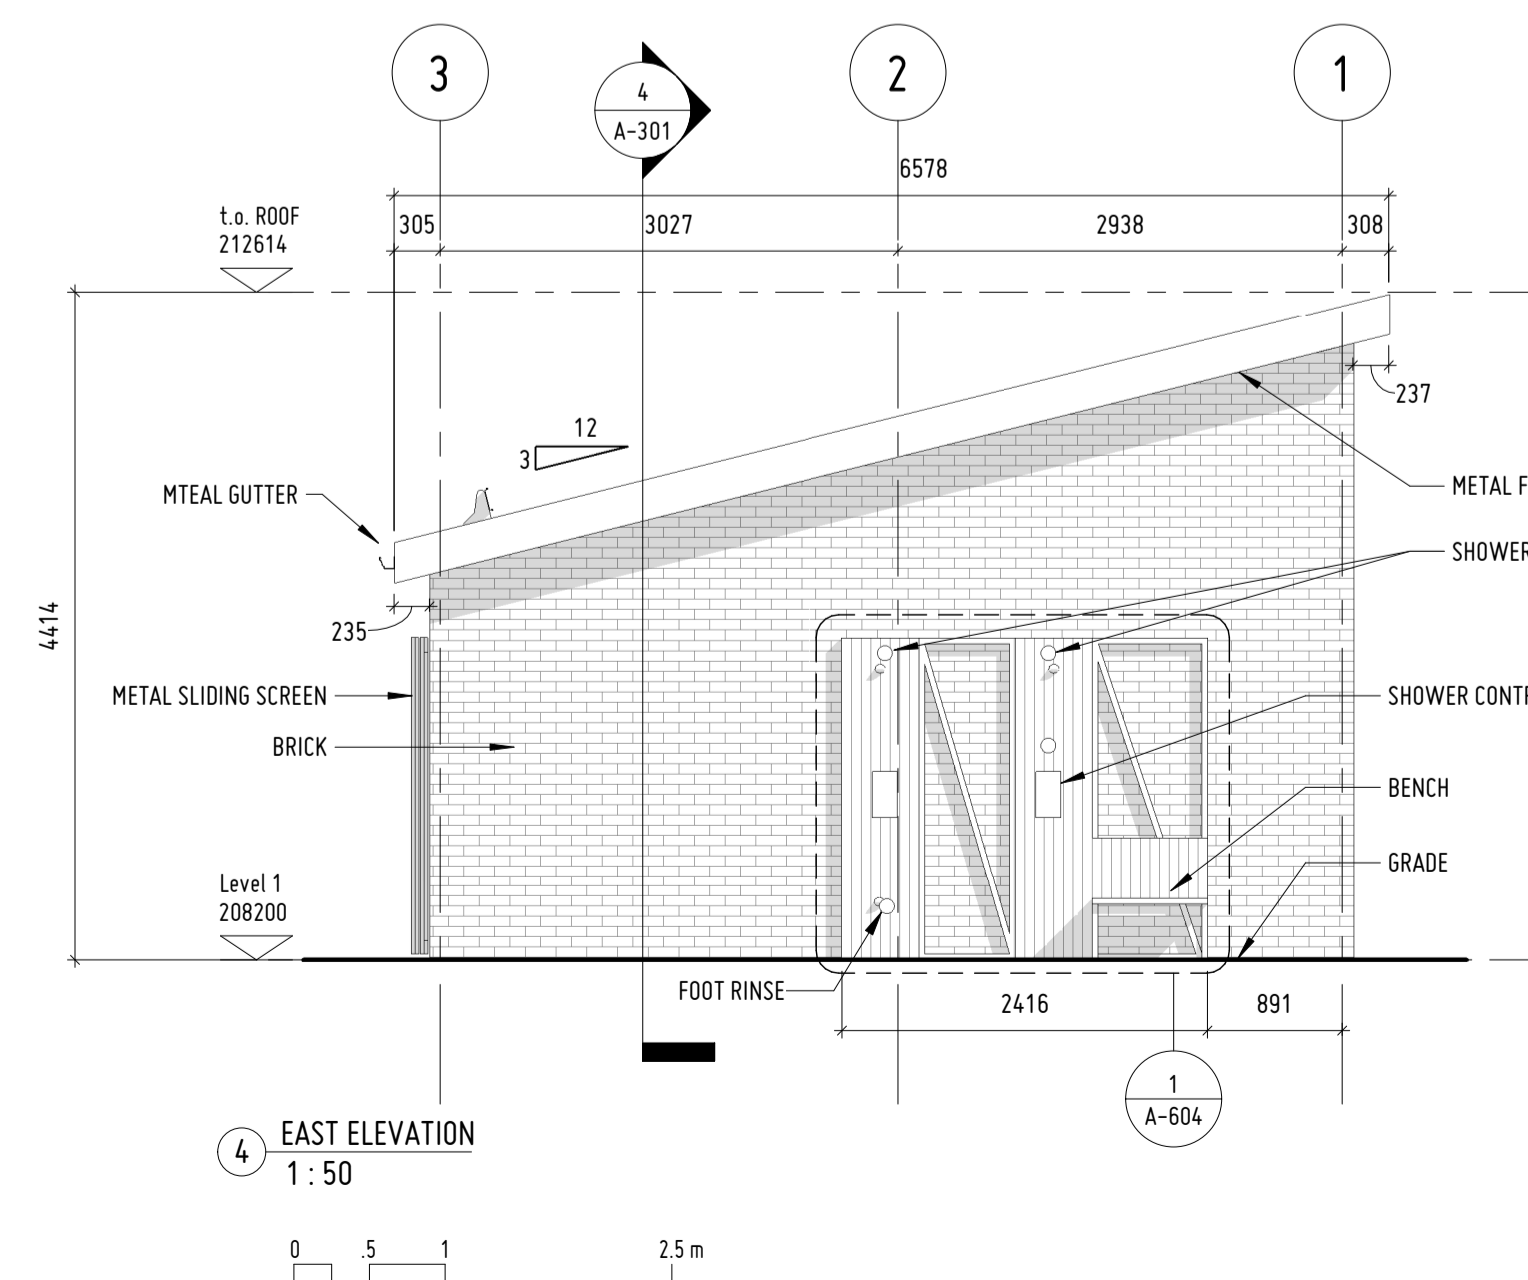 3
4
A-301
2
1
6578
t.o. ROOF
212614
305
3027
2938
308
237
12
3
MTEAL GUTTER
METAL F
SHOWER
235
4414
METAL SLIDING SCREEN
SHOWER CONTR
BRICK
BENCH
GRADE
Level 1
208200
FOOT RINSE
2416
891
1
A-604
4
EAST ELEVATION
1 : 50
0
.5
1
2.5 m